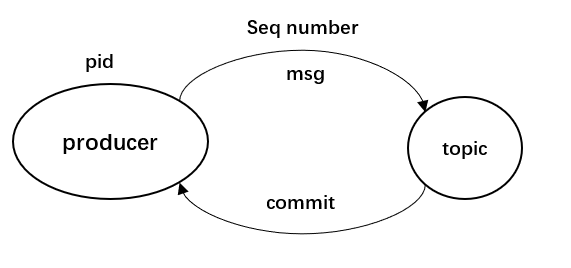 Seq number
pid
msg
producer
topic
commit